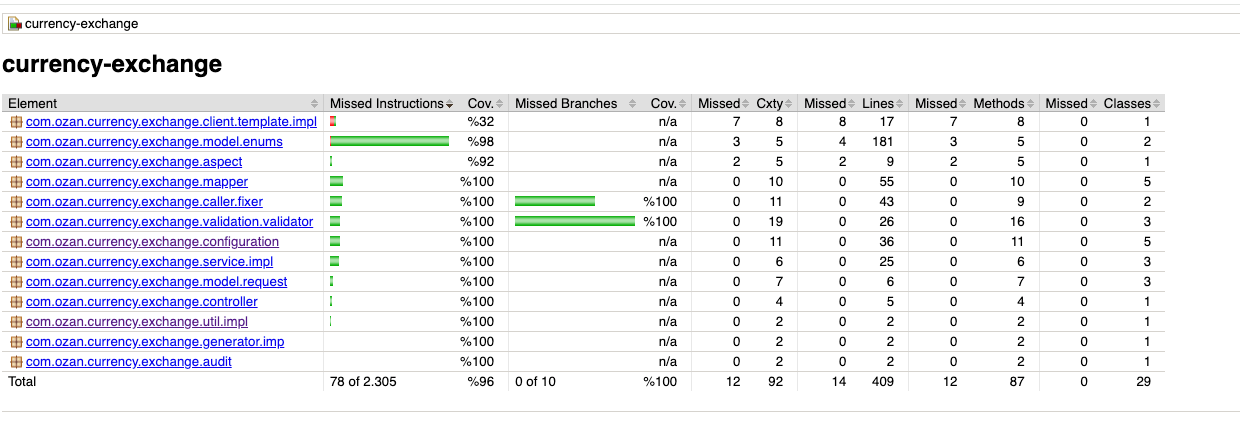 currency-exchange
currency-exchange
Element Missed Instructions Cov. Missed Branches Cov. Missed Cxty Missed Lines Missed Methods Missed Classes
com.ozan.currency.exchange.client.template.impl %32 n/a 7 8 8 17 7 8 0 1
com.ozan.currency.exchange.model.enums %98 n/a 3 5 4 181 3 5 0 2
com.ozan.currency.exchange.aspect %92 n/a 2 5 2 9 2 5 0 1
com.ozan.currency.exchange.mapper %100 n/a 0 10 0 55 0 10 0 5
com.ozan.currency.exchange.caller.fixer %100 %100 0 11 0 43 0 9 0 2
com.ozan.currency.exchange.validation.validator %100 %100 0 19 0 26 0 16 0 3
com.ozan.currency.exchange.configuration %100 n/a 0 11 0 36 0 11 0 5
com.ozan.currency.exchange.service.impl %100 n/a 0 6 0 25 0 6 0 3
com.ozan.currency.exchange.model.request %100 n/a 0 7 0 6 0 7 0 3
com.ozan.currency.exchange.controller %100 n/a 0 4 0 5 0 4 0 1
com.ozan.currency.exchange.util.impl %100 n/a 0 2 0 2 0 2 0 1
com.ozan.currency.exchange.generator.imp %100 n/a 0 2 0 2 0 2 0 1
com.ozan.currency.exchange.audit %100 n/a 0 2 0 2 0 2 0 1
Total 78 of 2.305 %96 0 of 10 %100 12 92 14 409 12 87 0 29